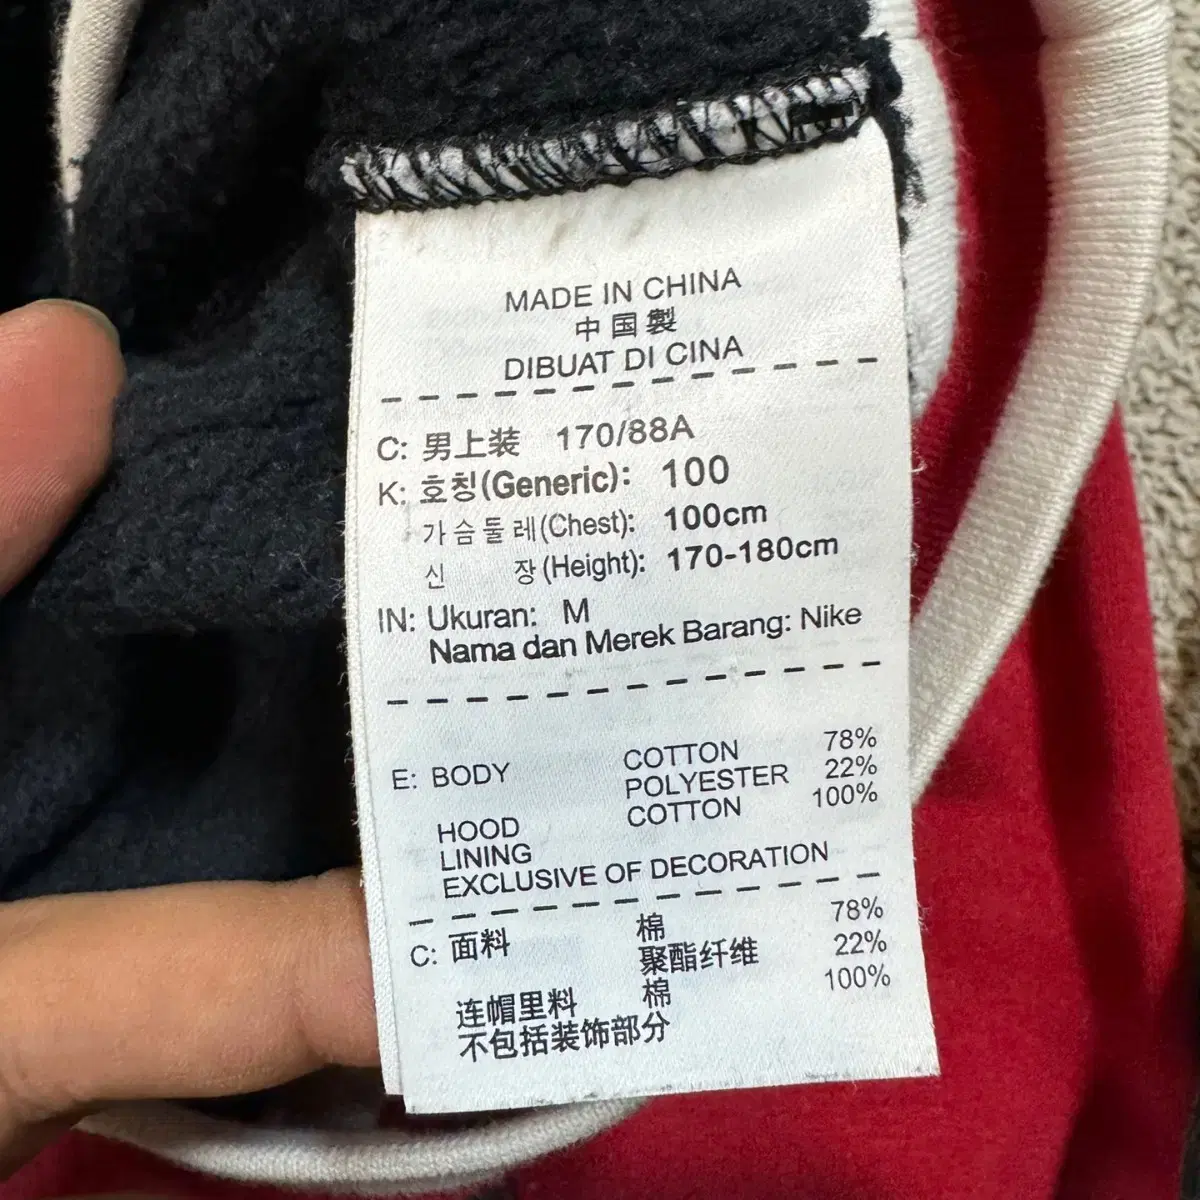 MADE IN CHINA
中国製
DIBUAT DI CINA
C: 男上装 170/88A
K: 호칭(Generic): 100
가슴둘레(Chest): 100cm
신 장(Height): 170-180cm
IN: Ukuran: M
Nama dan Merek Barang: Nike
E: BODY COTTON 78%
POLYESTER 22%
HOOD COTTON 100%
LINING
EXCLUSIVE OF DECORATION
C: 面料 棉 78%
聚酯纤维 22%
连帽里料 棉 100%
不包括装饰部分